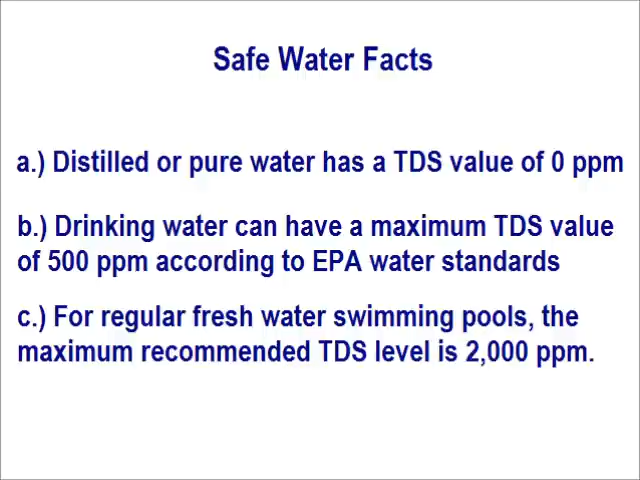 Safe Water Facts
a.) Distilled or pure water has a TDS value of 0 ppm
b.) Drinking water can have a maximum TDS value
of 500 ppm according to EPA water standards
c.) For regular fresh water swimming pools, the
maximum recommended TDS level is 2,000 ppm.